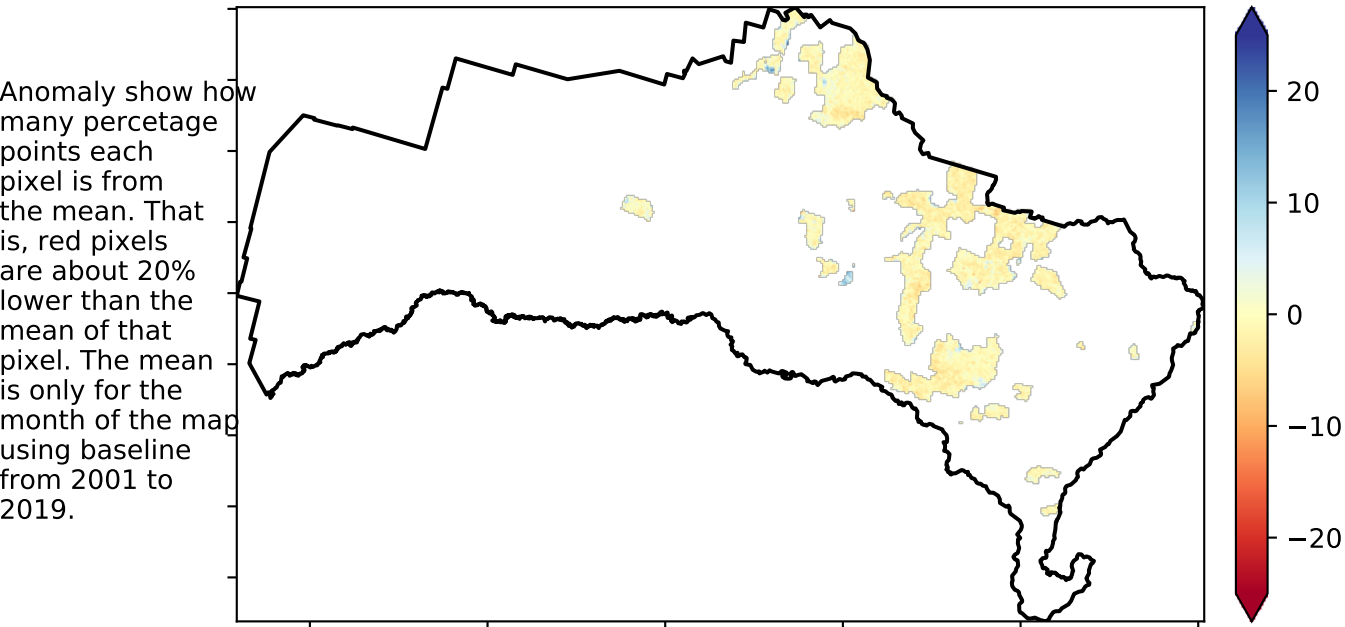 Anomaly show how
many percetage
points each
pixel is from
the mean. That
is, red pixels
are about 20%
lower than the
mean of that
pixel. The mean
is only for the
month of the map
using baseline
from 2001 to
2019.
20
10
0
−10
−20